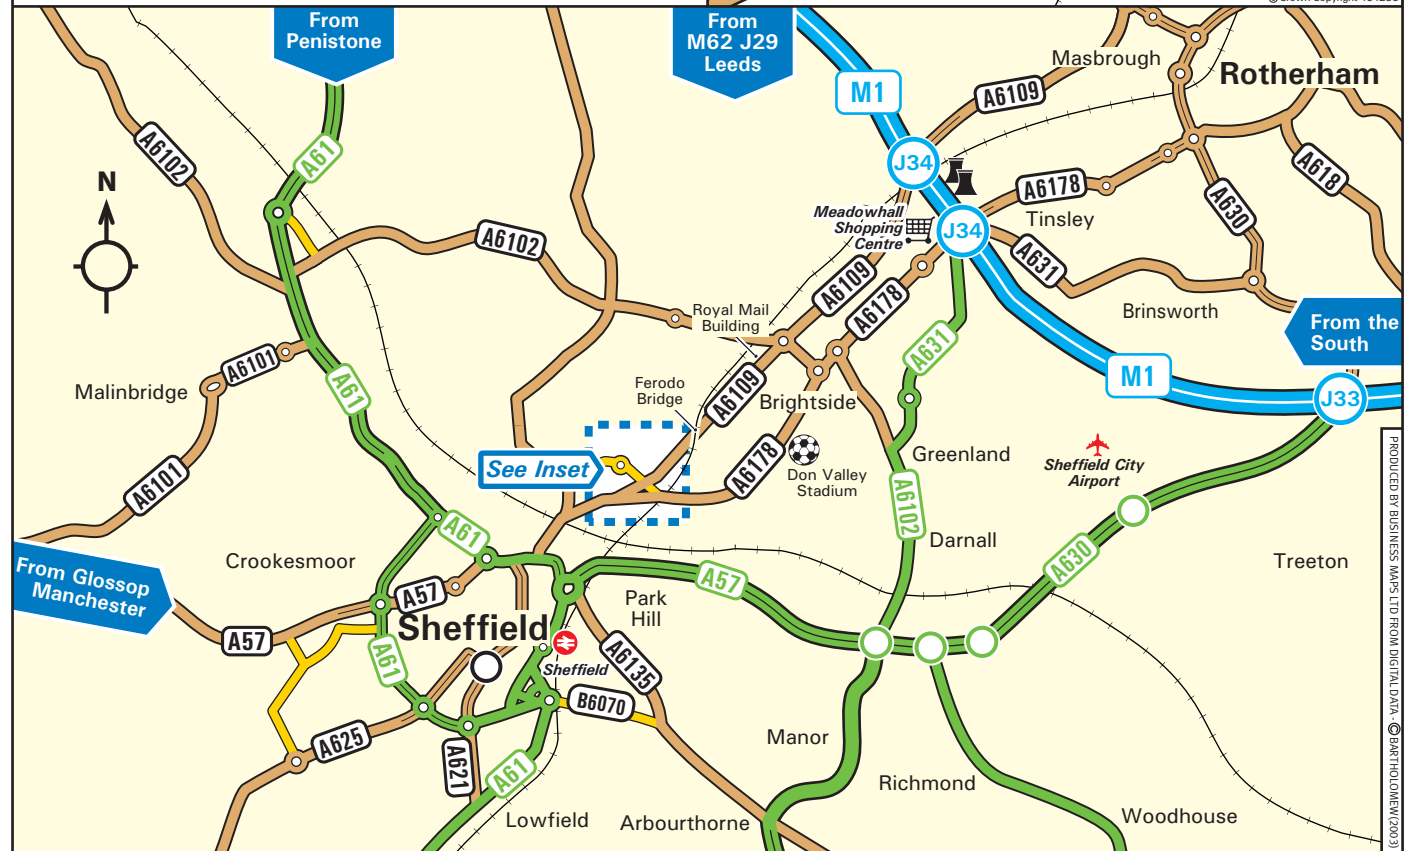 From
Penistone
From
M62 J29
Leeds
Masbrough
Rotherham
M1
A6109
A6102
A61
J34
A6178
A618
N
Meadowhall
Shopping
Centre
Tinsley
A630
A6102
J34
A631
A6109
A6178
Brinsworth
Royal Mail
Building
From the
South
A6101
A631
M1
Malinbridge
A61
Ferodo
Bridge
A6109
Brightside
J33
See Inset
A6178
Don Valley
Stadium
Greenland
Sheffield City
Airport
A6101
A6102
A61
Darnall
Crookesmoor
A630
Treeton
From Glossop
Manchester
A57
A57
Park
Hill
A57
Sheffield
A61
Sheffield
A6135
B6070
A625
A621
A61
Manor
Richmond
Lowfield
Arbourthorne
Woodhouse
PRODUCED BY BUSINESS MAPS LTD FROM DIGITAL DATA - © BARTHOLOMEW(2003)